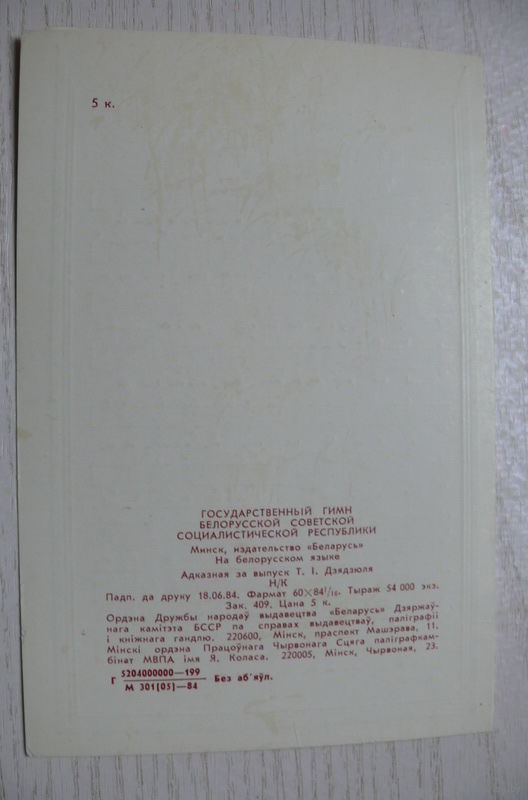 5 к.
ГОСУДАРСТВЕННЫЙ ГИМН
БЕЛОРУССКОЙ СОВЕТСКОЙ
СОЦИАЛИСТИЧЕСКОЙ РЕСПУБЛИКИ
Минск, издательство «Беларусь»
На белорусском языке
Адказная за выпуск Т. І. Дзядзюля
Н/К
Падп. да друку 18.06.84. Фармат 60×84 1/16. Тыраж 54 000 экз.
Зак. 409. Цана 5 к.
Ордэна Дружбы народаў выдавецтва «Беларусь» Дзяржаў-
нага камітэта БССР па справах выдавецтваў, паліграфіі
і кніжнага гандлю. 220600, Мінск, праспект Машэрава, 11.
Мінскі ордэна Працоўнага Чырвонага Сцяга паліграфкам-
бінат МВПА імя Я. Коласа. 220005, Мінск, Чырвоная, 23.
Г 5204000000—199
М 301(05)—84 Без аб'яўл.